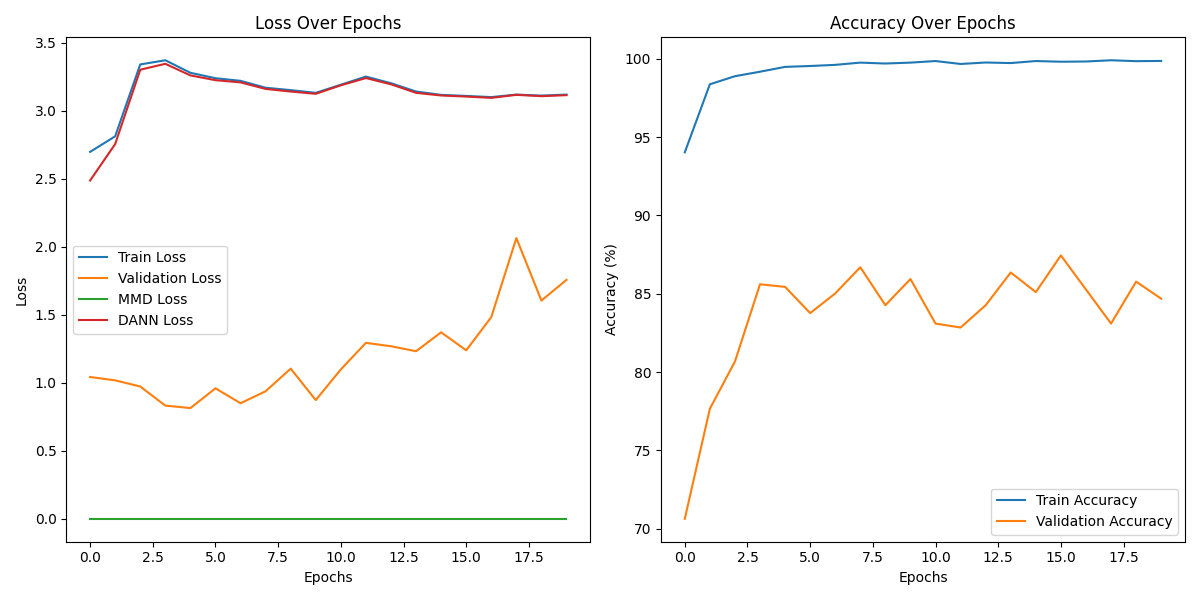 Loss Over Epochs
3.5
3.0
2.5
2.0
1.5
1.0
0.5
0.0
Loss
Train Loss
Validation Loss
MMD Loss
DANN Loss
0.0 2.5 5.0 7.5 10.0 12.5 15.0 17.5
Epochs
Accuracy Over Epochs
100
95
90
85
80
75
70
Accuracy (%)
Train Accuracy
Validation Accuracy
0.0 2.5 5.0 7.5 10.0 12.5 15.0 17.5
Epochs